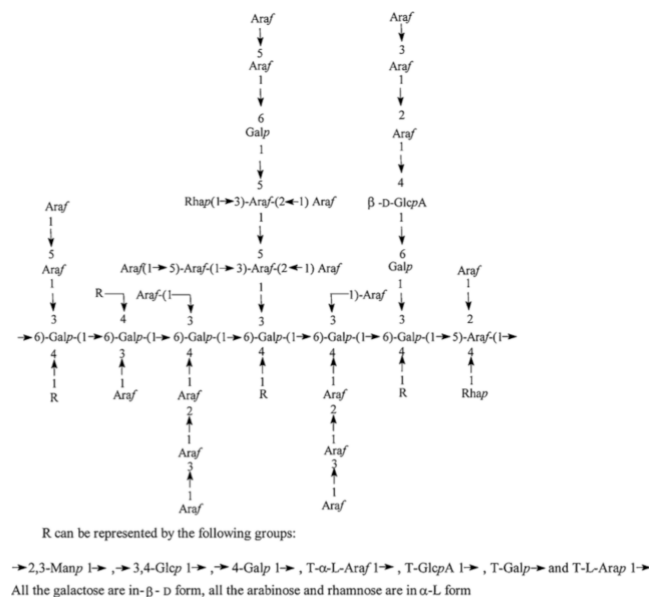 Araf Araf
1 1
5 3
Araf Araf
1 1
6 2
Galp Araf
1 1
5 4
Araf Rhap(1→3)-Araf-(2←1) Araf β -D-GlcpA
1 1 1
5 5 6
Araf Araf(1→5)-Araf-(1→3)-Araf-(2←1) Araf Galp Araf
1 R Araf-(1 1 1)-Araf 1 1
3 4 3 3 3 3 2
→6)-Galp-(1→6)-Galp-(1→6)-Galp-(1→6)-Galp-(1→6)-Galp-(1→6)-Galp-(1→5)-Araf-(1→
4 3 4 4 4 4 4
1 1 1 1 1 1 1
R Araf Araf R Araf R Rhap
2 2
1 1
Araf Araf
3 3
1 1
Araf Araf
R can be represented by the following groups:
→2,3-Manp 1→ ,→3,4-Glcp 1→ ,→4-Galp 1→ , T-α-L-Araf 1→ , T-GlcpA 1→ , T-Galp→ and T-L-Arap 1→
All the galactose are in-β- D form, all the arabinose and rhamnose are in α-L form